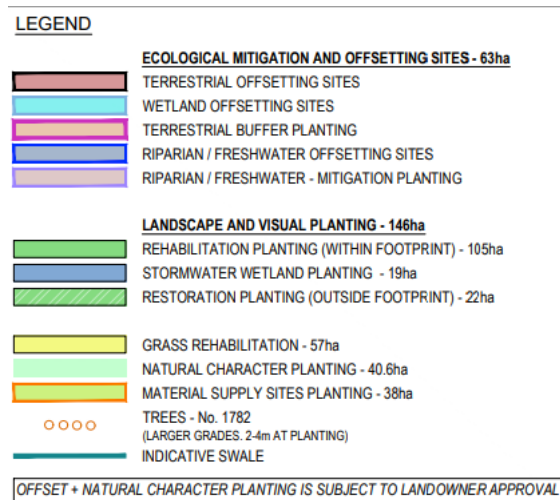 LEGEND
ECOLOGICAL MITIGATION AND OFFSETTING SITES - 63ha
TERRESTRIAL OFFSETTING SITES
WETLAND OFFSETTING SITES
TERRESTRIAL BUFFER PLANTING
RIPARIAN / FRESHWATER OFFSETTING SITES
RIPARIAN / FRESHWATER - MITIGATION PLANTING
LANDSCAPE AND VISUAL PLANTING - 146ha
REHABILITATION PLANTING (WITHIN FOOTPRINT) - 105ha
STORMWATER WETLAND PLANTING - 19ha
RESTORATION PLANTING (OUTSIDE FOOTPRINT) - 22ha
GRASS REHABILITATION - 57ha
NATURAL CHARACTER PLANTING - 40.6ha
MATERIAL SUPPLY SITES PLANTING - 38ha
TREES - No. 1782
(LARGER GRADES. 2-4m AT PLANTING)
INDICATIVE SWALE
OFFSET + NATURAL CHARACTER PLANTING IS SUBJECT TO LANDOWNER APPROVAL